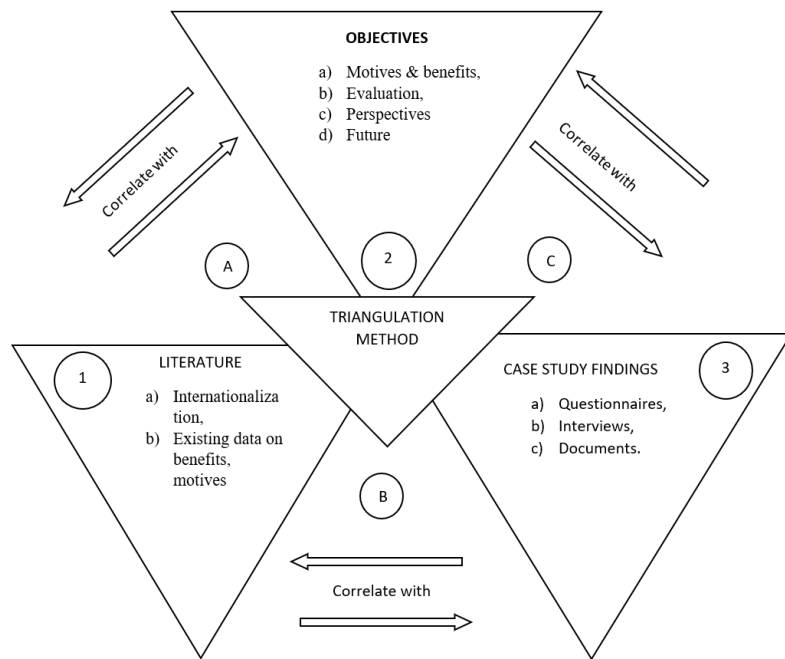 OBJECTIVES
a) Motives & benefits,
b) Evaluation,
c) Perspectives
d) Future
Correlate with
Correlate with
A
2
C
TRIANGULATION
METHOD
1
LITERATURE
a) Internationaliza
tion,
b) Existing data on
benefits,
motives
CASE STUDY FINDINGS
3
a) Questionnaires,
b) Interviews,
c) Documents.
B
Correlate with